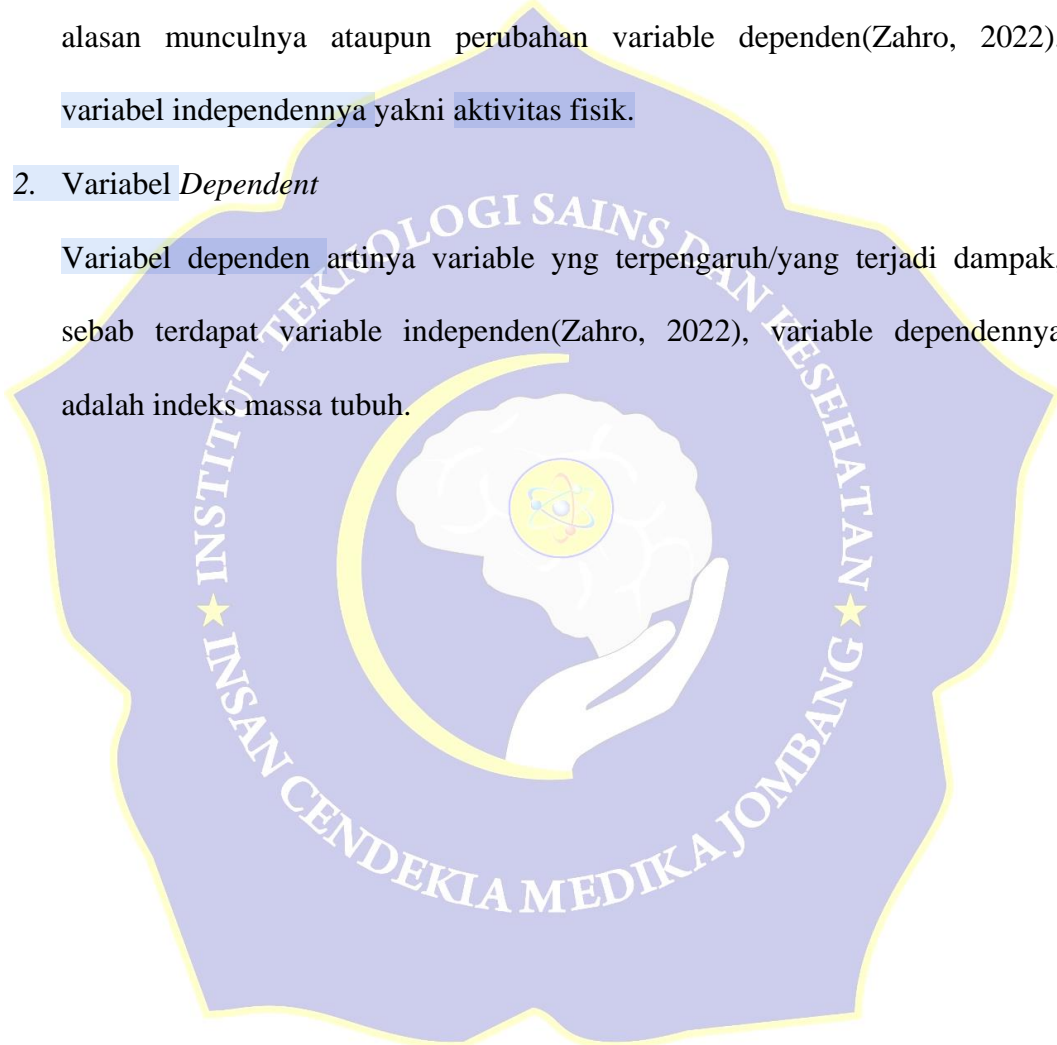 alasan munculnya ataupun perubahan variable dependen(Zahro, 2022).
variabel independennya yakni aktivitas fisik.
2. Variabel Dependent
Variabel dependen artinya variable yng terpengaruh/yang terjadi dampak.
sebab terdapat variable independen(Zahro, 2022), variable dependennya
adalah indeks massa tubuh.
INSTITUT TEKNOLOGI SAINS DAN KESEHATAN
INSAN CENDEKIA MEDIKA JOMBANG